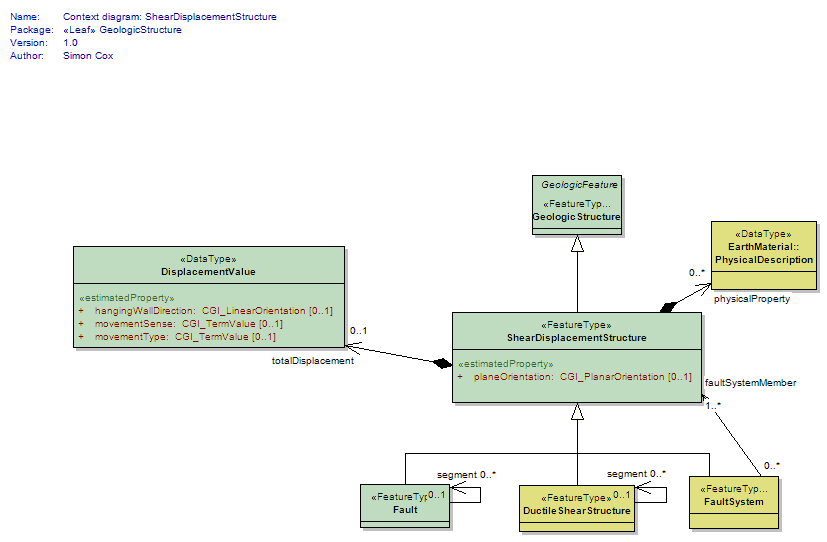 Name: Context diagram: ShearDisplacementStructure
Package: «Leaf» GeologicStructure
Version: 1.0
Author: Simon Cox
GeologicFeature
«FeatureTyp...
GeologicStructure
«DataType»
EarthMaterial::
PhysicalDescription
«DataType»
DisplacementValue
«estimatedProperty»
+ hangingWallDirection: CGI_LinearOrientation [0..1]
+ movementSense: CGI_TermValue [0..1]
+ movementType: CGI_TermValue [0..1]
0..*
physicalProperty
«FeatureType»
ShearDisplacementStructure
«estimatedProperty»
+ planeOrientation: CGI_PlanarOrientation [0..1]
0..1
totalDisplacement
faultSystemMember
1..*
segment 0..*
segment 0..*
0..*
«FeatureTyp
0..1
Fault
«FeatureType»
0..1
DuctileShearStructure
«FeatureTyp...
FaultSystem